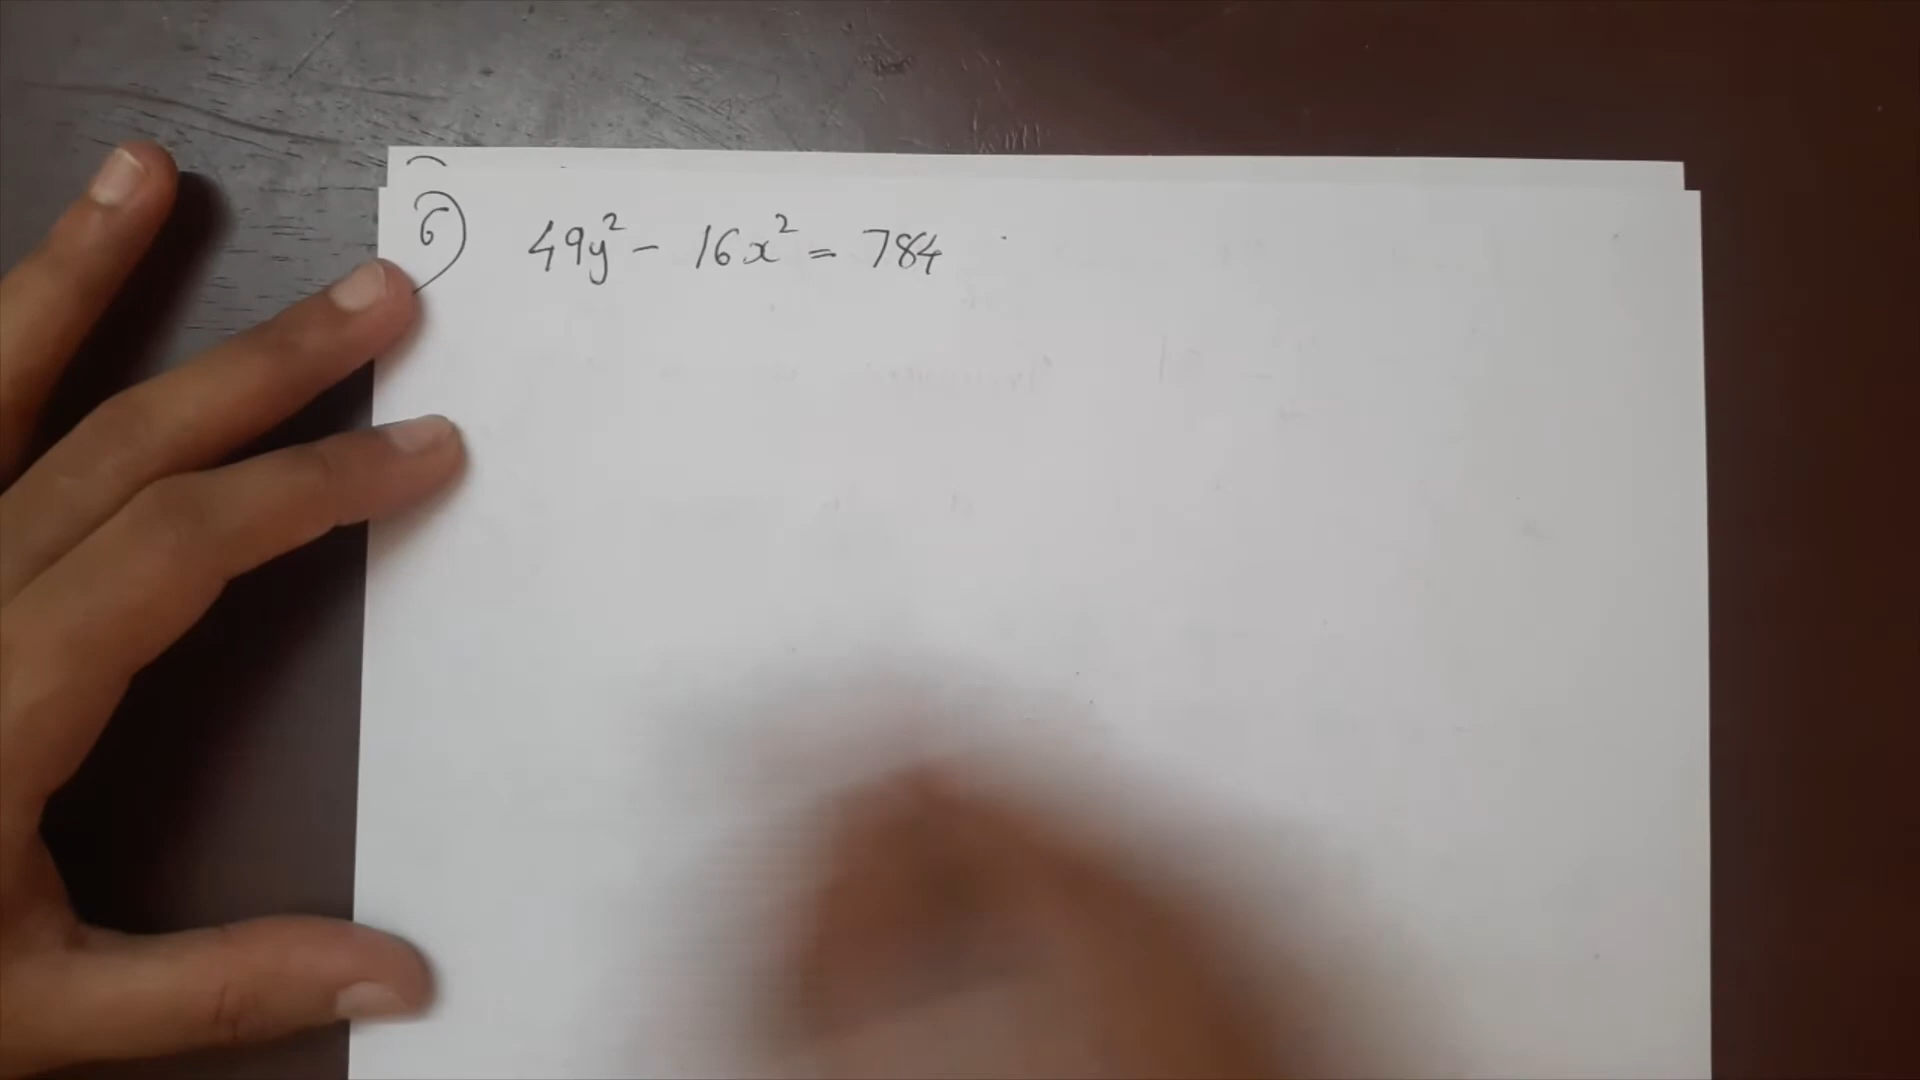 6) 49y² - 16x² = 784